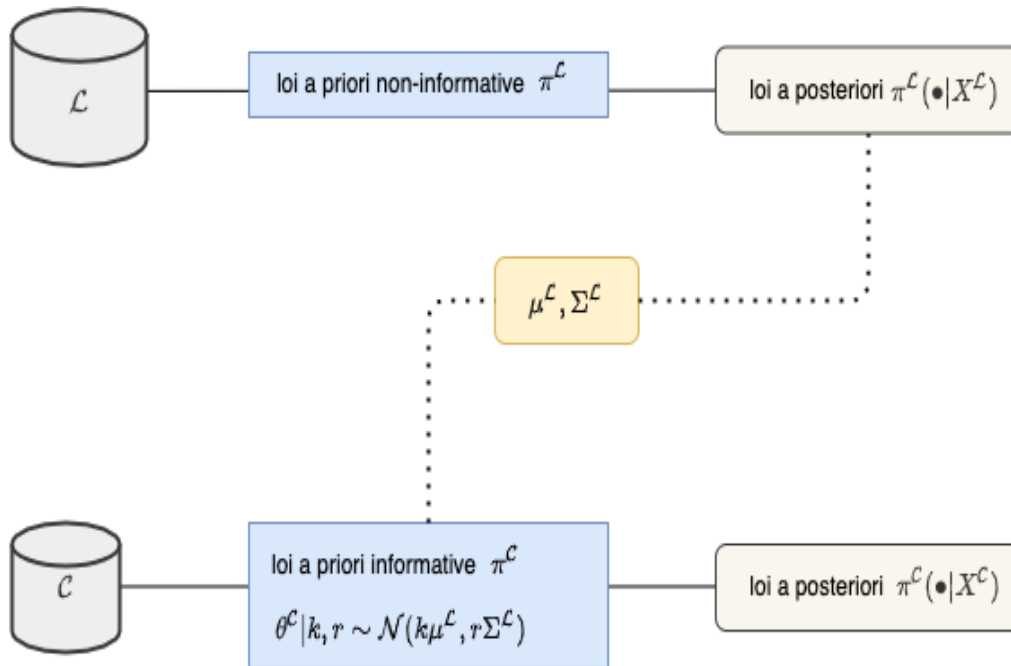 ℒ
loi a priori non-informative π^ℒ
loi a posteriori π^ℒ(•|X^ℒ)
μ^ℒ, Σ^ℒ
𝒞
loi a priori informative π^𝒞
θ^𝒞|k, r ∼ 𝒩(kμ^ℒ, rΣ^ℒ)
loi a posteriori π^𝒞(•|X^𝒞)